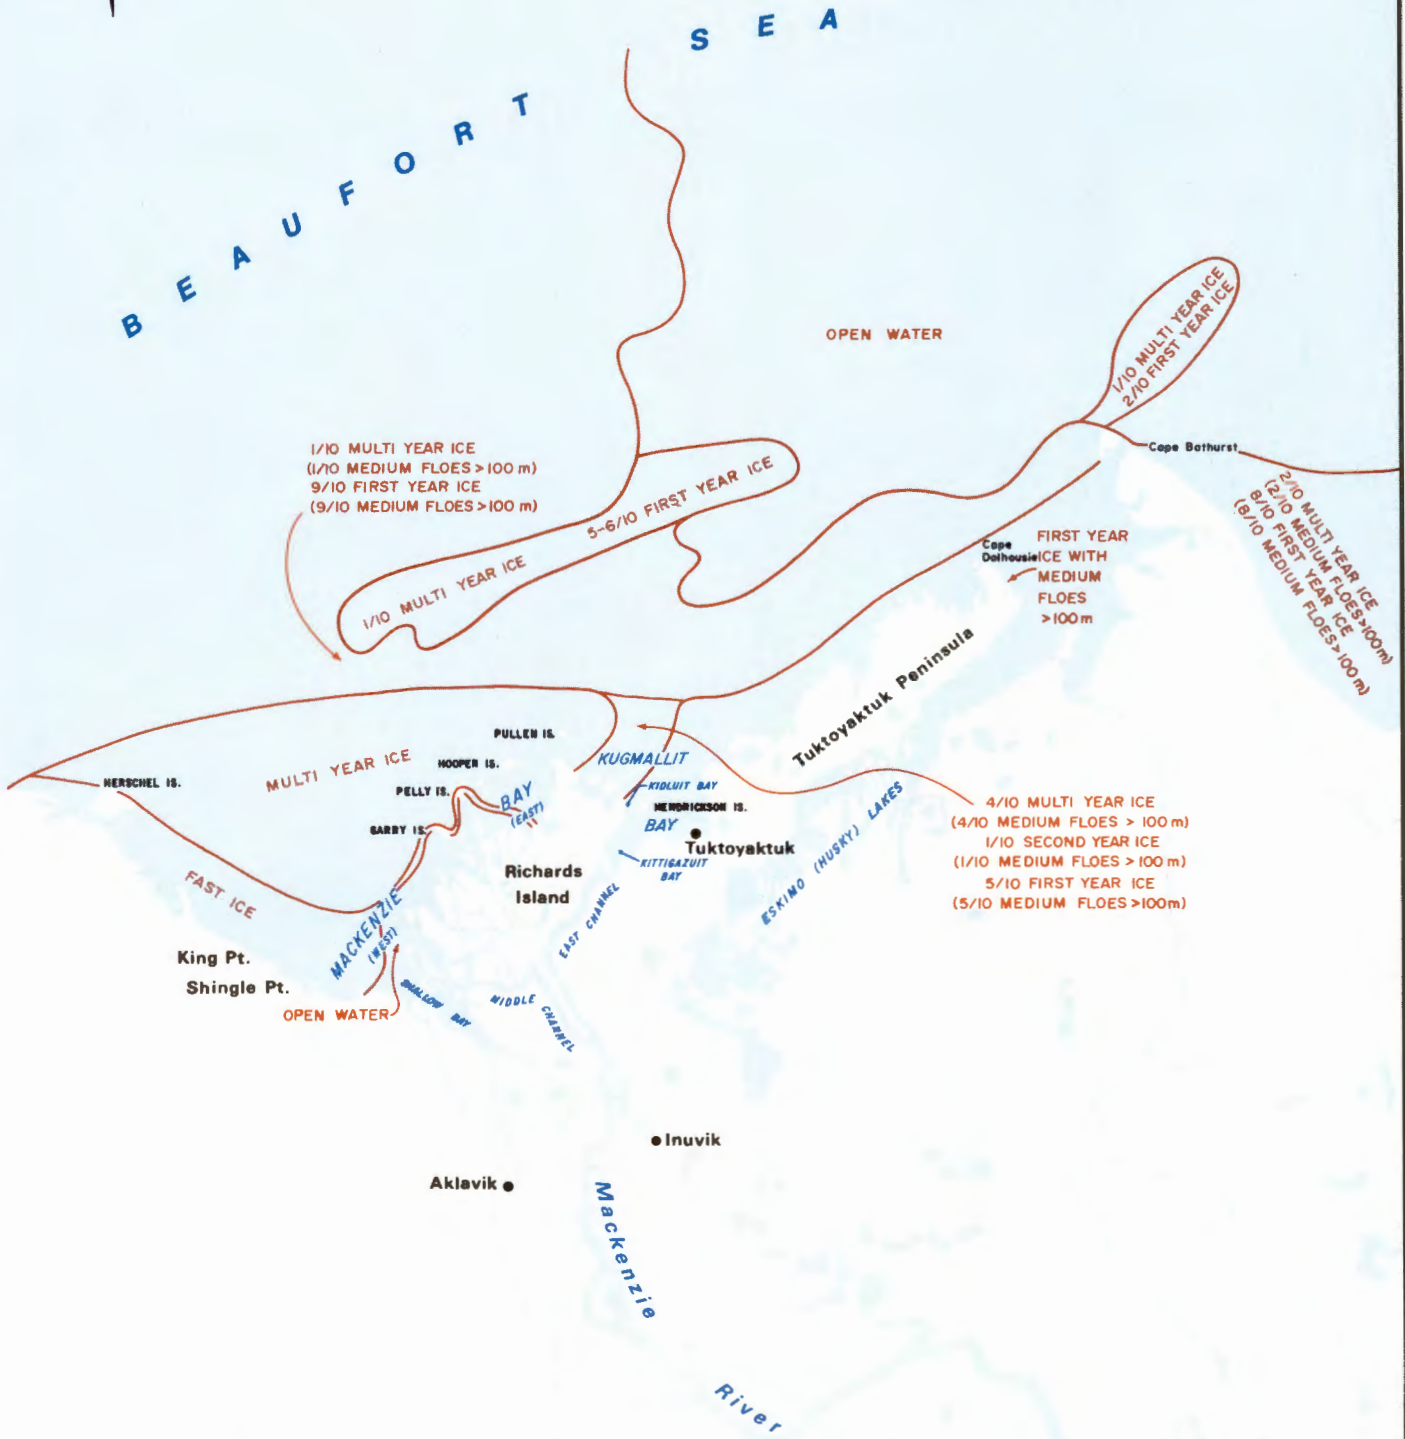 BEAUFORT SEA
OPEN WATER
1/10 MULTI YEAR ICE
2/10 FIRST YEAR ICE
1/10 MULTI YEAR ICE
(1/10 MEDIUM FLOES > 100 m)
9/10 FIRST YEAR ICE
(9/10 MEDIUM FLOES > 100 m)
5-6/10 FIRST YEAR ICE
1/10 MULTI YEAR ICE
Cape Bathurst
2/10 MULTI YEAR ICE
(2/10 MEDIUM FLOES > 100 m)
8/10 FIRST YEAR ICE
(8/10 MEDIUM FLOES > 100 m)
Cape
Dalhousie
FIRST YEAR
ICE WITH
MEDIUM
FLOES
>100 m
Tuktoyaktuk Peninsula
PULLEN IS.
MULTI YEAR ICE
HOOPER IS.
HERSCHEL IS.
PELLY IS.
GARRY IS.
KUGMALLIT
BAY
KIDLUIT BAY
HENDRICKSON IS.
BAY
(EAST)
Tuktoyaktuk
KITTIGAZUIT
BAY
ESKIMO (HUSKY) LAKES
4/10 MULTI YEAR ICE
(4/10 MEDIUM FLOES > 100 m)
1/10 SECOND YEAR ICE
(1/10 MEDIUM FLOES > 100 m)
5/10 FIRST YEAR ICE
(5/10 MEDIUM FLOES >100m)
Richards
Island
FAST ICE
MACKENZIE
(WEST)
EAST CHANNEL
King Pt.
Shingle Pt.
OPEN WATER
SHALLOW BAY
MIDDLE CHANNEL
Inuvik
Aklavik
Mackenzie
River